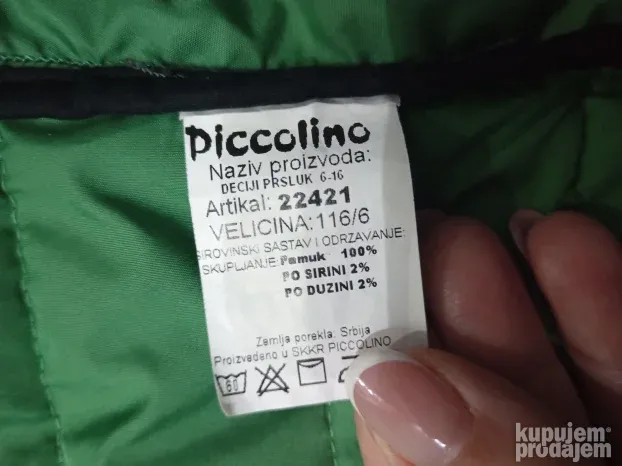 Piccolino
Naziv proizvoda:
DECIJI PRSLUK 6-16
Artikal: 22421
VELICINA:116/6
SIROVINSKI SASTAV I ODRZAVANJE:
SKUPLJANJE: Pamuk 100%
PO SIRINI 2%
PO DUZINI 2%
Zemlja porekla: Srbija
Proizvedeno u SKKR PICCOLINO
60
kupujem
prodajem